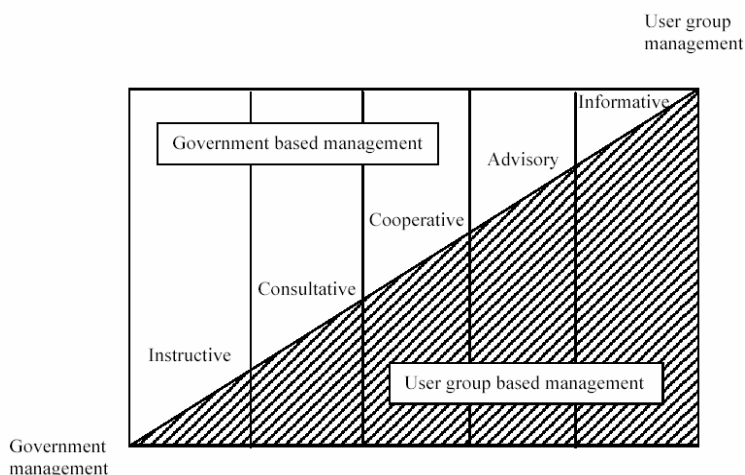 User group
management
Informative
Government based management
Advisory
Cooperative
Consultative
Instructive
User group based management
Government
management